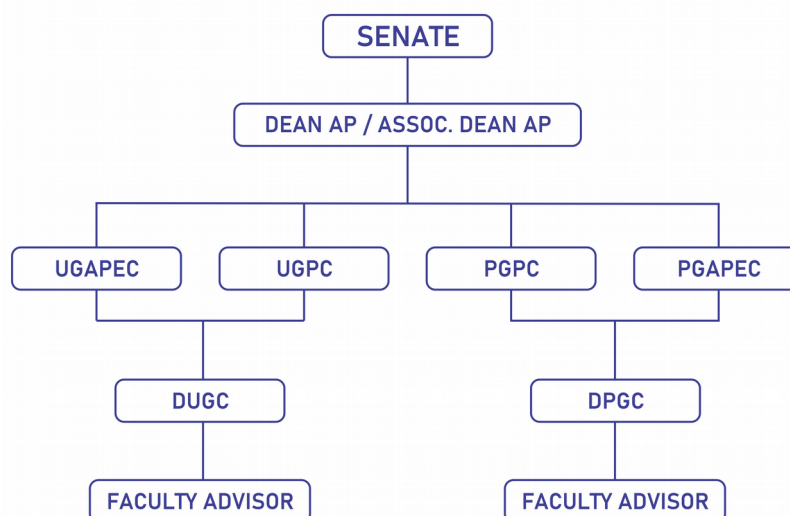 SENATE
DEAN AP / ASSOC. DEAN AP
UGAPEC
UGPC
PGPC
PGAPEC
DUGC
DPGC
FACULTY ADVISOR
FACULTY ADVISOR